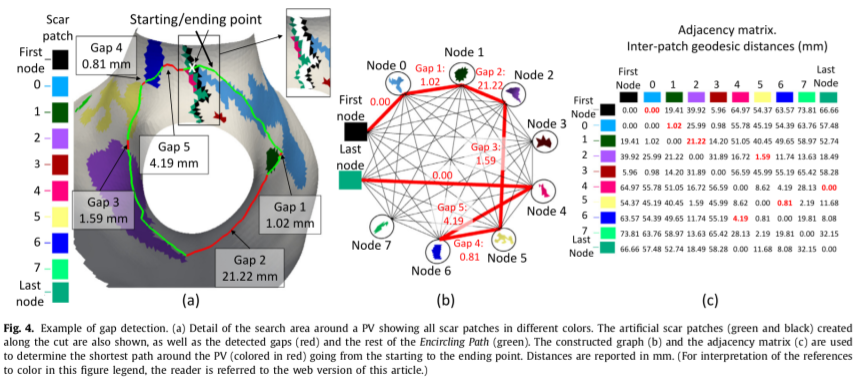 Scar
patch
First
node
0
1
2
3
4
5
6
7
Last
node
Starting/ending point
Gap 4
0.81 mm
Gap 5
4.19 mm
Gap 3
1.59 mm
Gap 1
1.02 mm
Gap 2
21.22 mm
(a)
Node 0
Node 1
Node 2
Node 3
Node 4
Node 5
Node 6
Node 7
First
node
Last
node
0.00
Gap 1:
1.02
Gap 2:
21.22
Gap 3:
1.59
0.00
Gap 5:
4.19
Gap 4:
0.81
(b)
Adjacency matrix.
Inter-patch geodesic distances (mm)
First
Node 0 1 2 3 4 5 6 7 Last
Node
First
Node 0.00 0.00 19.41 39.92 5.96 64.97 54.37 63.57 73.81 66.66
0 0.00 0.00 1.02 25.99 0.98 55.78 45.19 54.39 63.76 57.48
1 19.41 1.02 0.00 21.22 14.20 51.05 40.45 49.65 58.97 52.74
2 39.92 25.99 21.22 0.00 31.89 16.72 1.59 11.74 13.63 18.49
3 5.96 0.98 14.20 31.89 0.00 56.59 45.99 55.19 65.42 58.28
4 64.97 55.78 51.05 16.72 56.59 0.00 8.62 4.19 28.13 0.00
5 54.37 45.19 40.45 1.59 45.99 8.62 0.00 0.81 2.19 11.68
6 63.57 54.39 49.65 11.74 55.19 4.19 0.81 0.00 19.81 8.08
7 73.81 63.76 58.97 13.63 65.42 28.13 2.19 19.81 0.00 32.15
Last
Node 66.66 57.48 52.74 18.49 58.28 0.00 11.68 8.08 32.15 0.00
(c)
Fig. 4. Example of gap detection. (a) Detail of the search area around a PV showing all scar patches in different colors. The artificial scar patches (green and black) created
along the cut are also shown, as well as the detected gaps (red) and the rest of the Encircling Path (green). The constructed graph (b) and the adjacency matrix (c) are used
to determine the shortest path around the PV (colored in red) going from the starting to the ending point. Distances are reported in mm. (For interpretation of the references
to color in this figure legend, the reader is referred to the web version of this article.)